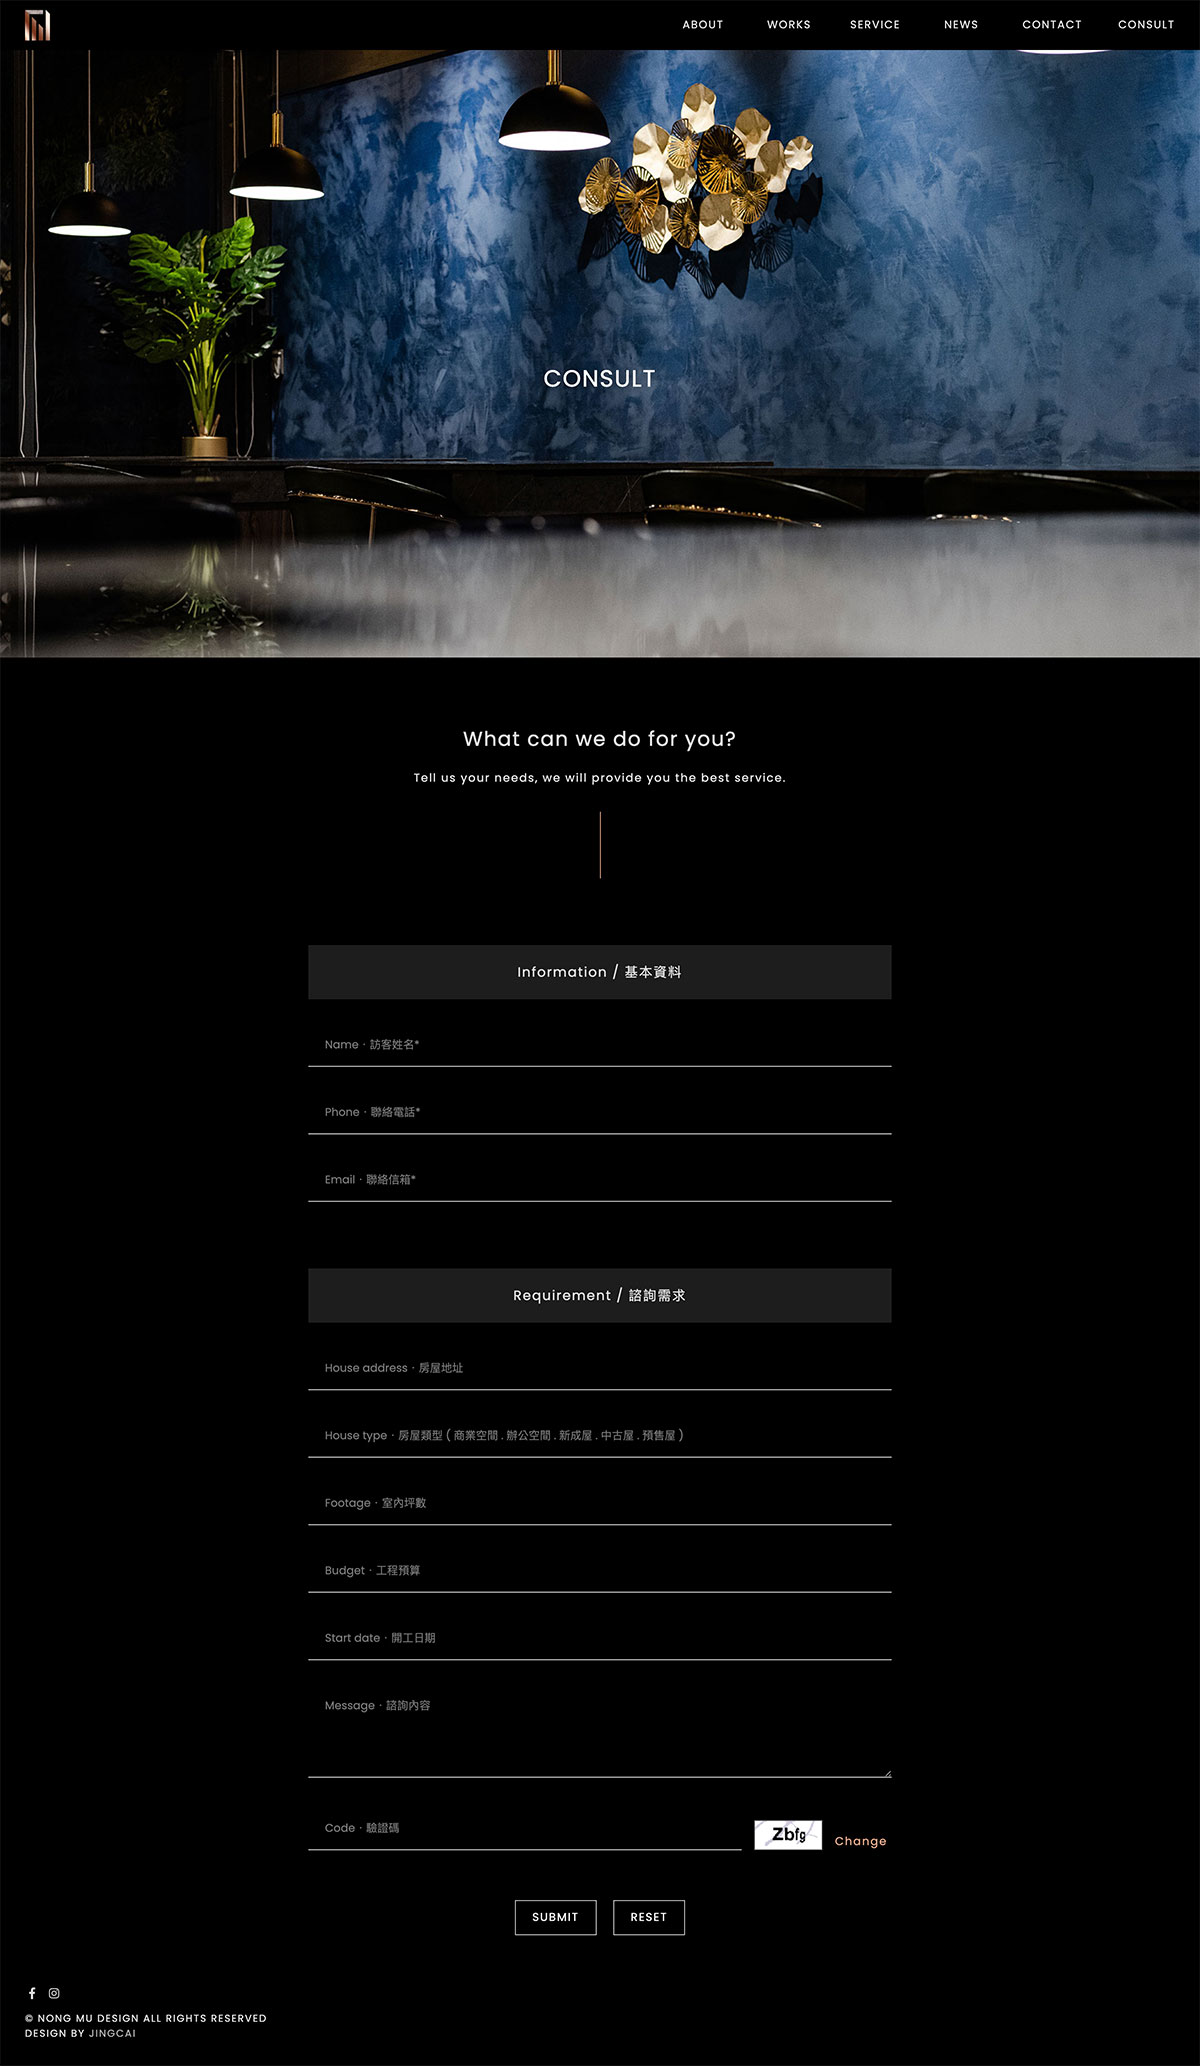 ABOUT WORKS SERVICE NEWS CONTACT CONSULT
CONSULT
What can we do for you?
Tell us your needs, we will provide you the best service.
Information / 基本資料
Name · 訪客姓名*
Phone · 聯絡電話*
Email · 聯絡信箱*
Requirement / 諮詢需求
House address · 房屋地址
House type · 房屋類型 ( 商業空間 . 辦公空間 . 新成屋 . 中古屋 . 預售屋 )
Footage · 室內坪數
Budget · 工程預算
Start date · 開工日期
Message · 諮詢內容
Code · 驗證碼 Zbfg Change
SUBMIT RESET
© NONG MU DESIGN ALL RIGHTS RESERVED
DESIGN BY JINGCAI